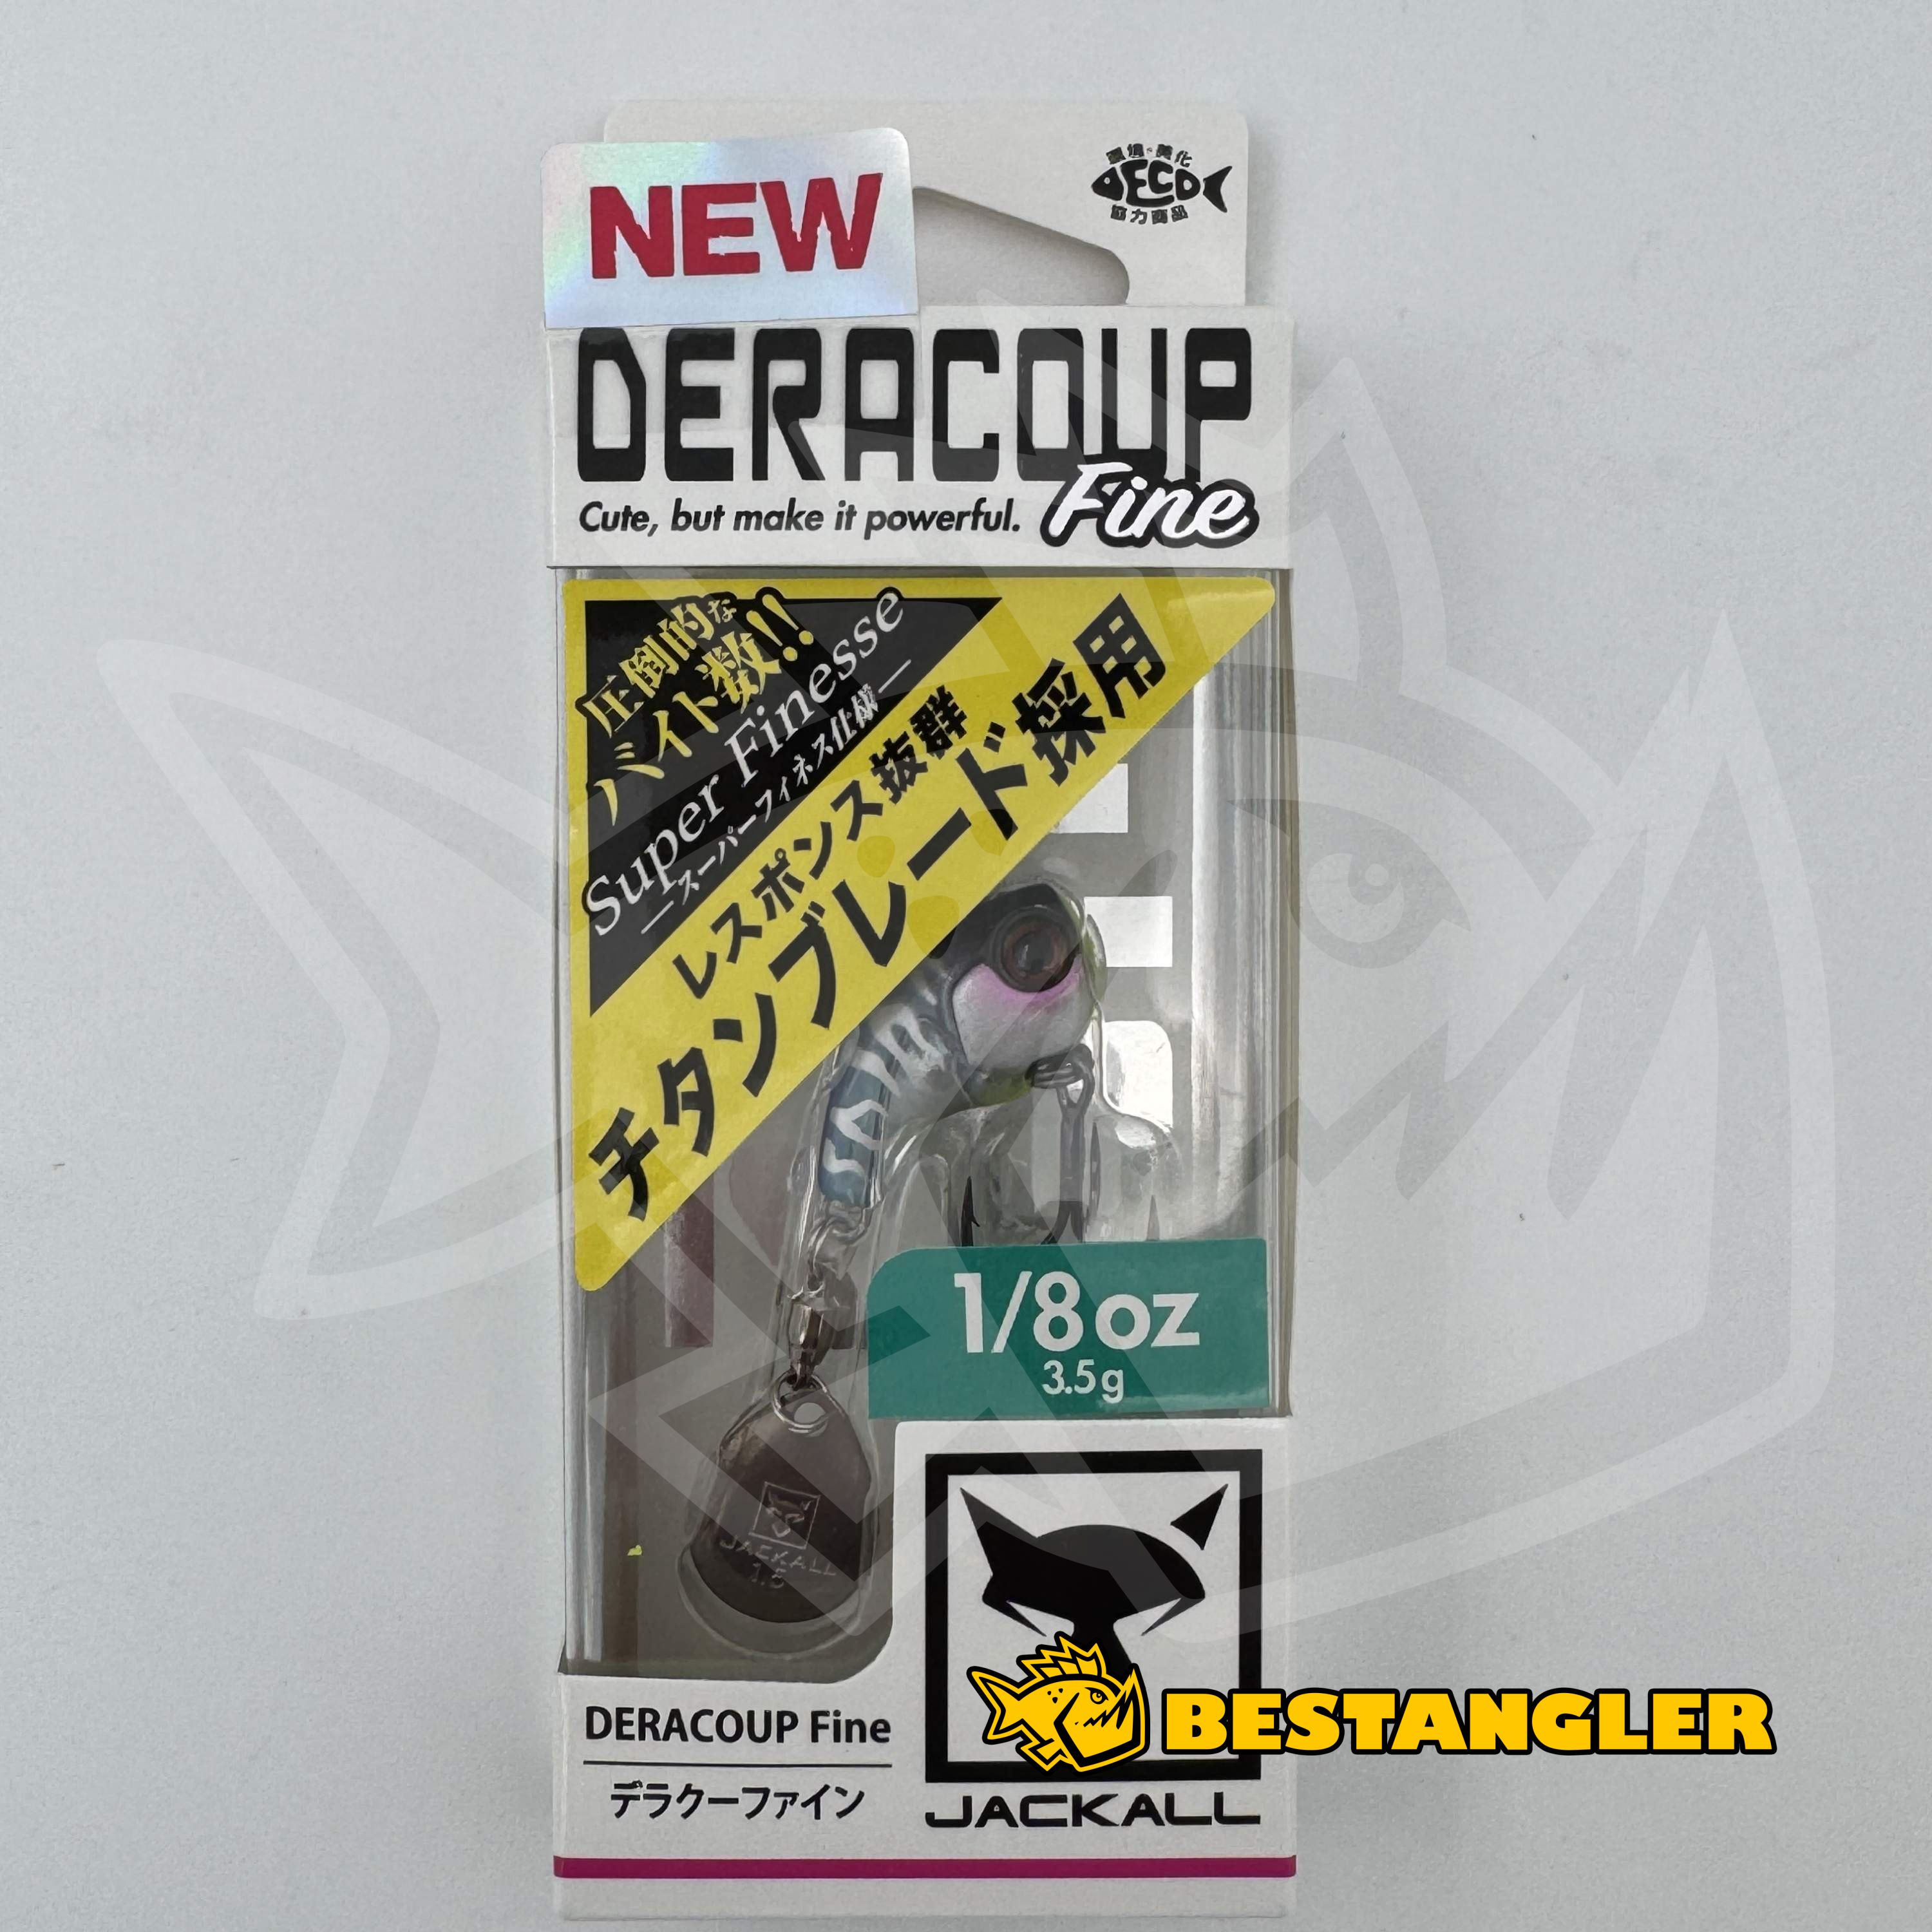 NEW
環境・美化
ECO
協力商品
DERACOUP
Fine
Cute, but make it powerful.
圧倒的な
バイト数!!
Super Finesse
スーパーフィネス仕様
レスポンス抜群
チタンブレード採用
1/8oz
3.5g
JACKALL
1.5
DERACOUP Fine
デラクーファイン
BESTANGLER
JACKALL